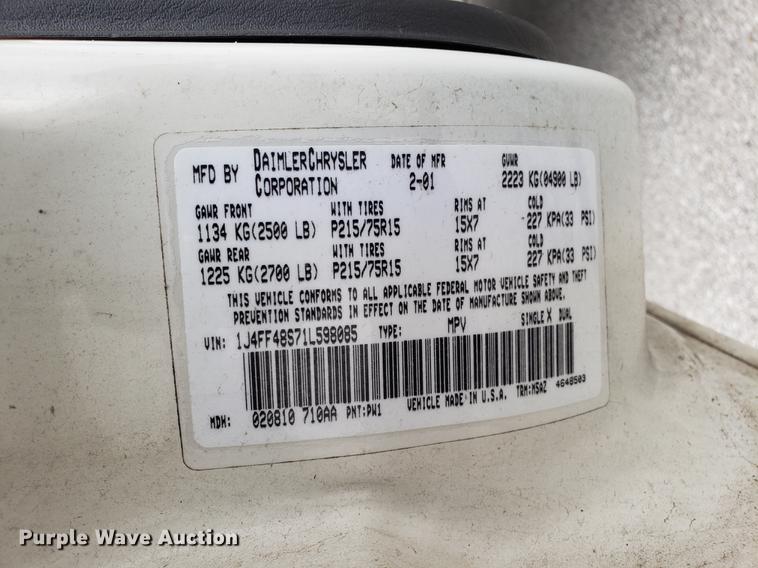 MFD BY DAIMLERCHRYSLER CORPORATION DATE OF MFR 2-01 GVWR 2223 KG(04900 LB)
GAWR FRONT WITH TIRES RIMS AT COLD
1134 KG(2500 LB) P215/75R15 15X7 227 KPA(33 PSI)
GAWR REAR WITH TIRES RIMS AT COLD
1225 KG(2700 LB) P215/75R15 15X7 227 KPA(33 PSI)
THIS VEHICLE CONFORMS TO ALL APPLICABLE FEDERAL MOTOR VEHICLE SAFETY AND THEFT
PREVENTION STANDARDS IN EFFECT ON THE DATE OF MANUFACTURE SHOWN ABOVE.
VIN: 1J4FF48S71L598085 TYPE: MPV SINGLE X DUAL
MDH: 020810 710AA PNT:PW1 VEHICLE MADE IN U.S.A. TRM:M5AZ 4648503
Purple Wave Auction